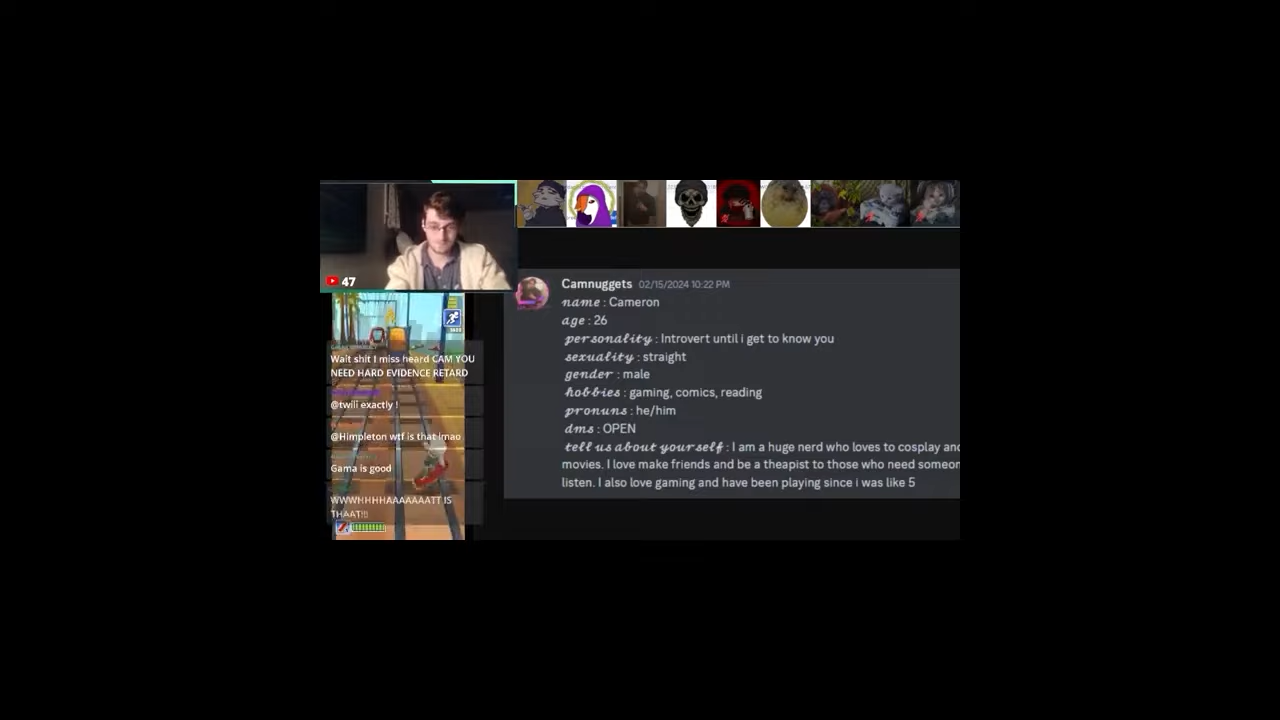 47
Wait shit I miss heard CAM YOU
NEED HARD EVIDENCE RETARD
@twili exactly !
@Himpleton wtf is that lmao
Gama is good
WWWHHHHAAAAAAATT IS
THAAT!!!
Camnuggets 02/15/2024 10:22 PM
name : Cameron
age : 26
personality : Introvert until i get to know you
sexuality : straight
gender : male
hobbies : gaming, comics, reading
pronuns : he/him
dms : OPEN
tell us about yourself : I am a huge nerd who loves to cosplay and
movies. I love make friends and be a theapist to those who need someon
listen. I also love gaming and have been playing since i was like 5